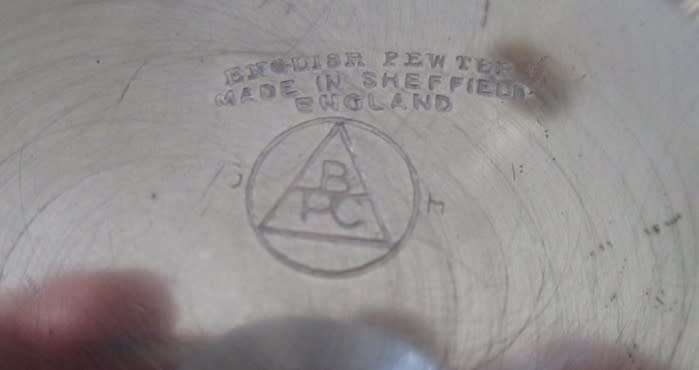 ENGLISH PEWTER
MADE IN SHEFFIELD
ENGLAND
B
PC